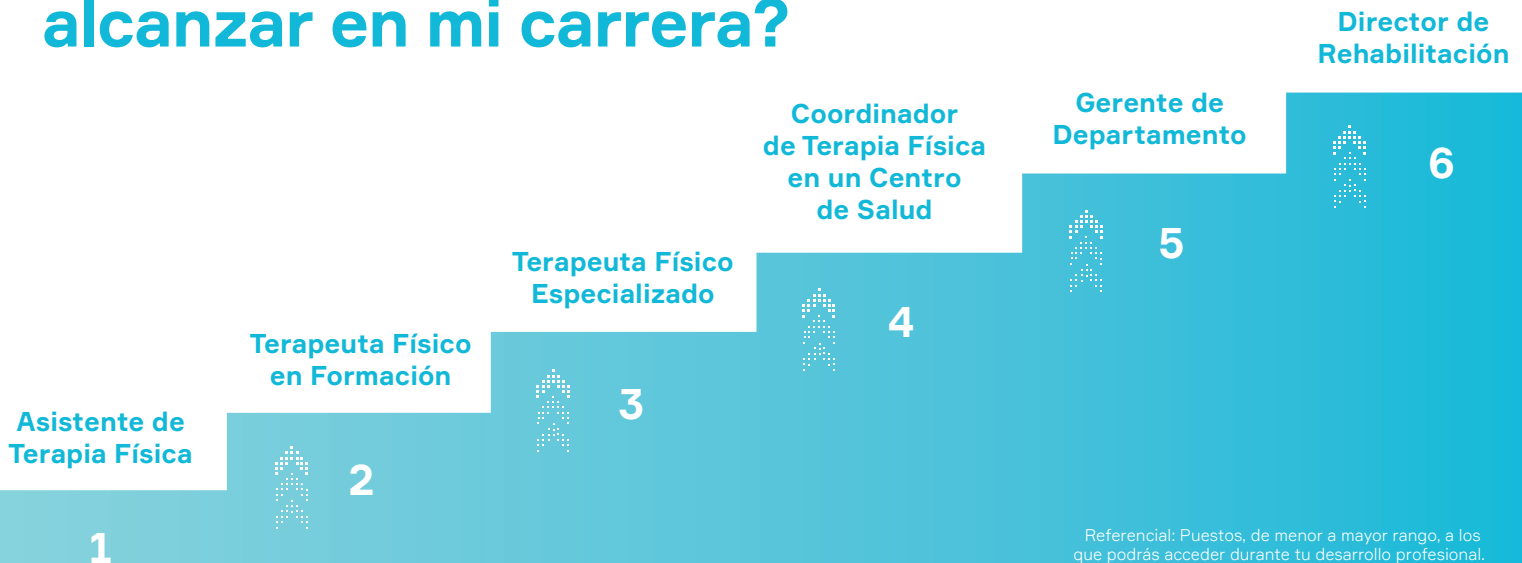 alcanzar en mi carrera?
Asistente de
Terapia Física
1
Terapeuta Físico
en Formación
2
Terapeuta Físico
Especializado
3
Coordinador
de Terapia Física
en un Centro
de Salud
4
Gerente de
Departamento
5
Director de
Rehabilitación
6
Referencial: Puestos, de menor a mayor rango, a los
que podrás acceder durante tu desarrollo profesional.